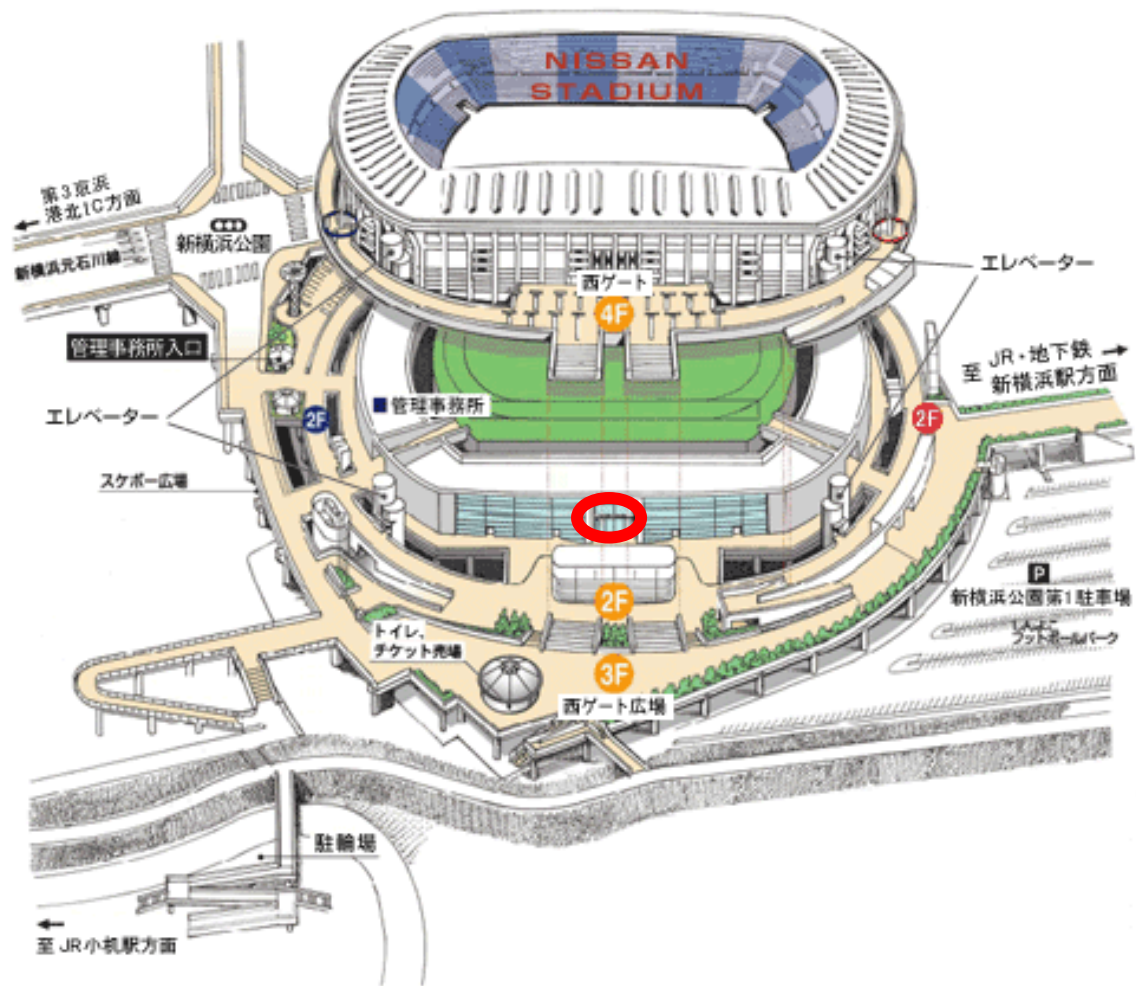 NISSAN
STADIUM
第3京浜
港北IC方面
新横浜公園
新横浜元石川線
エレベーター
西ゲート
4F
管理事務所入口
至 JR・地下鉄
新横浜駅方面
エレベーター
■管理事務所
2F
2F
スケボー広場
P
新横浜公園第1駐車場
しんよこ
フットボールパーク
2F
トイレ、
チケット売場
3F
西ゲート広場
駐輪場
至 JR小机駅方面